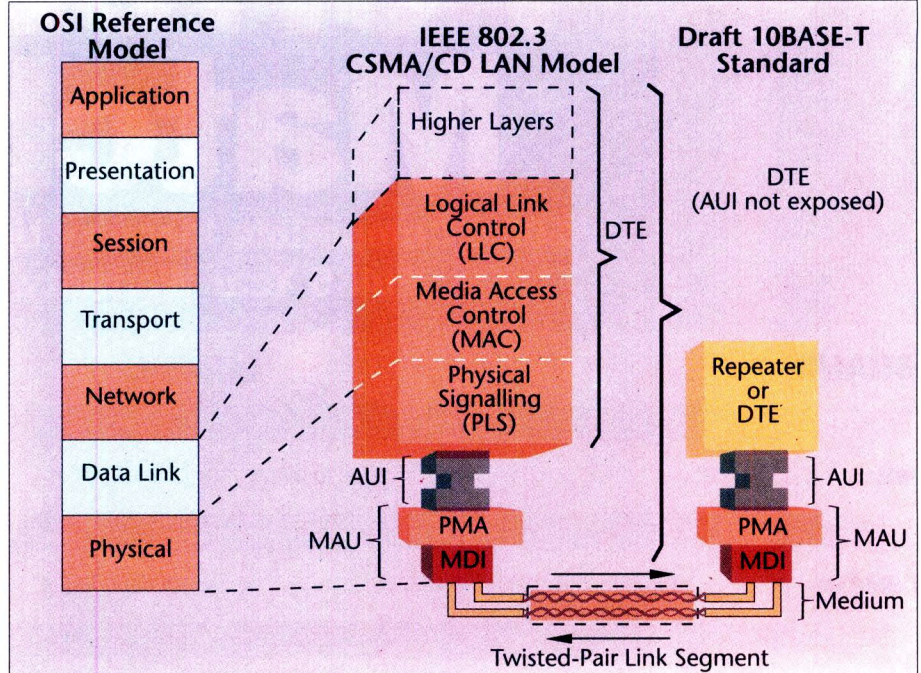 OSI Reference
Model
Application
Presentation
Session
Transport
Network
Data Link
Physical
IEEE 802.3
CSMA/CD LAN Model
Higher Layers
Logical Link
Control
(LLC)
Media Access
Control
(MAC)
Physical
Signalling
(PLS)
DTE
AUI
MAU
PMA
MDI
Draft 10BASE-T
Standard
DTE
(AUI not exposed)
Repeater
or
DTE
AUI
PMA
MAU
MDI
Medium
Twisted-Pair Link Segment